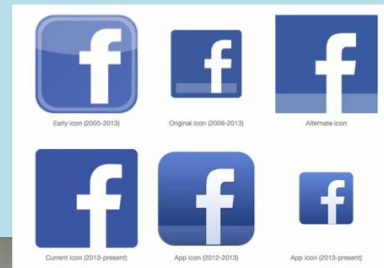 f f f
Early icon (2005-2013) Original icon (2009-2013) Alternate icon
f f f
Current icon (2013-present) App icon (2012-2013) App icon (2013-present)